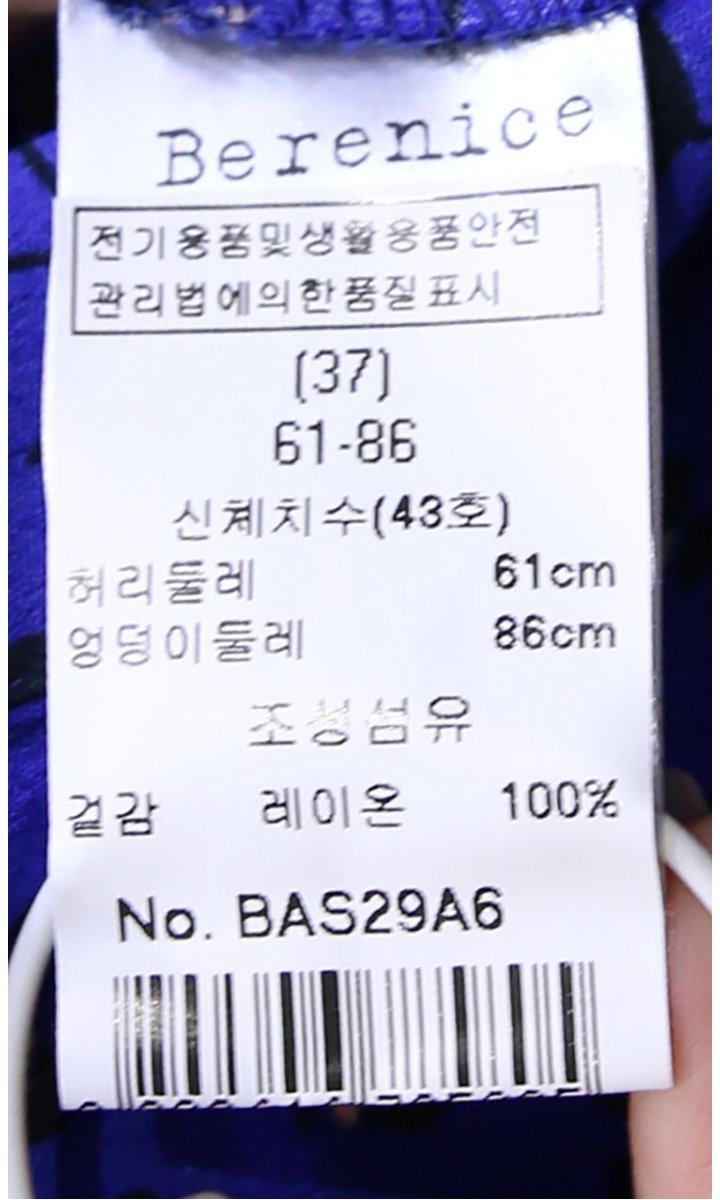 Berenice
전기용품및생활용품안전
관리법에의한품질표시
(37)
61-86
신체치수(43호)
허리둘레 61cm
엉덩이둘레 86cm
조성섬유
겉감 레이온 100%
No. BAS29A6